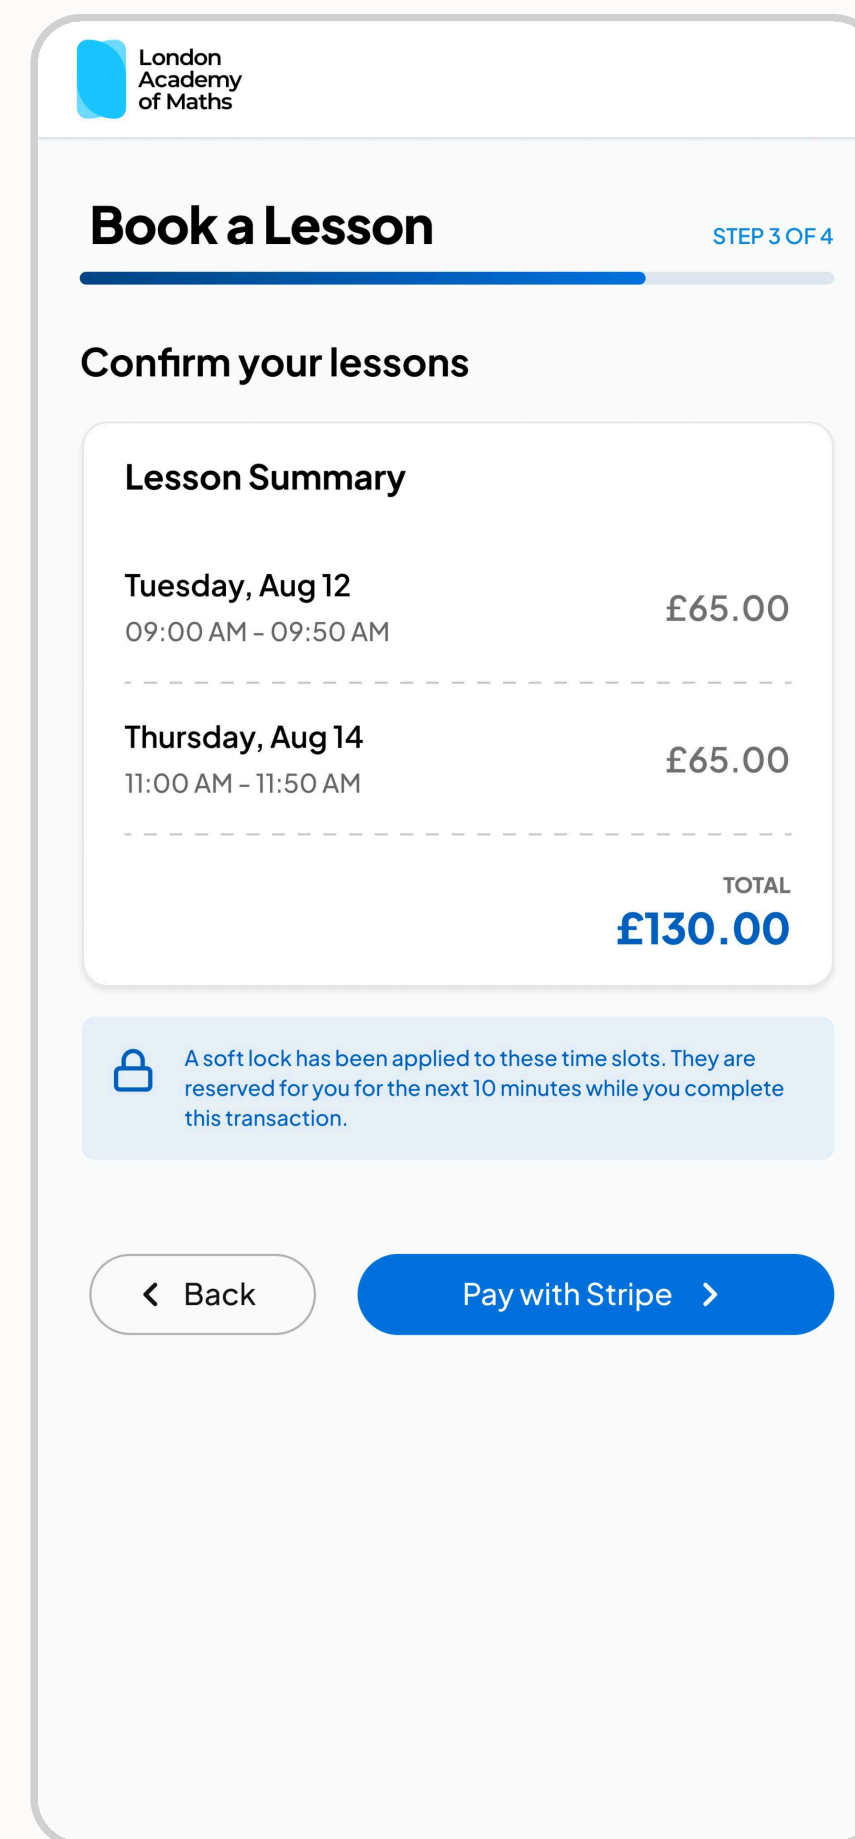 London
Academy
of Maths
Book a Lesson
STEP 3 OF 4
Confirm your lessons
Lesson Summary
Tuesday, Aug 12
09:00 AM - 09:50 AM
£65.00
Thursday, Aug 14
11:00 AM - 11:50 AM
£65.00
TOTAL
£130.00
A soft lock has been applied to these time slots. They are
reserved for you for the next 10 minutes while you complete
this transaction.
Back
Pay with Stripe